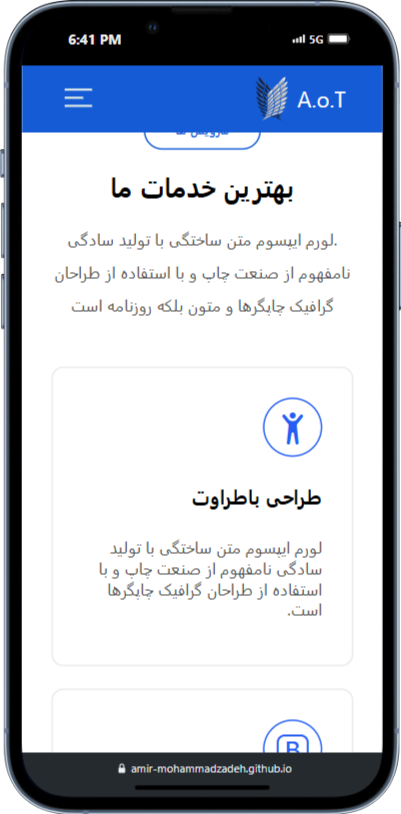 6:41 PM
5G
A.o.T
سرویس ها
بهترین خدمات ما
.لورم ایپسوم متن ساختگی با تولید سادگی
نامفهوم از صنعت چاپ و با استفاده از طراحان
گرافیک چاپگرها و متون بلکه روزنامه است
طراحی باطراوت
لورم ایپسوم متن ساختگی با تولید
سادگی نامفهوم از صنعت چاپ و با
استفاده از طراحان گرافیک چاپگرها
است.
B
amir-mohammadzadeh.github.io